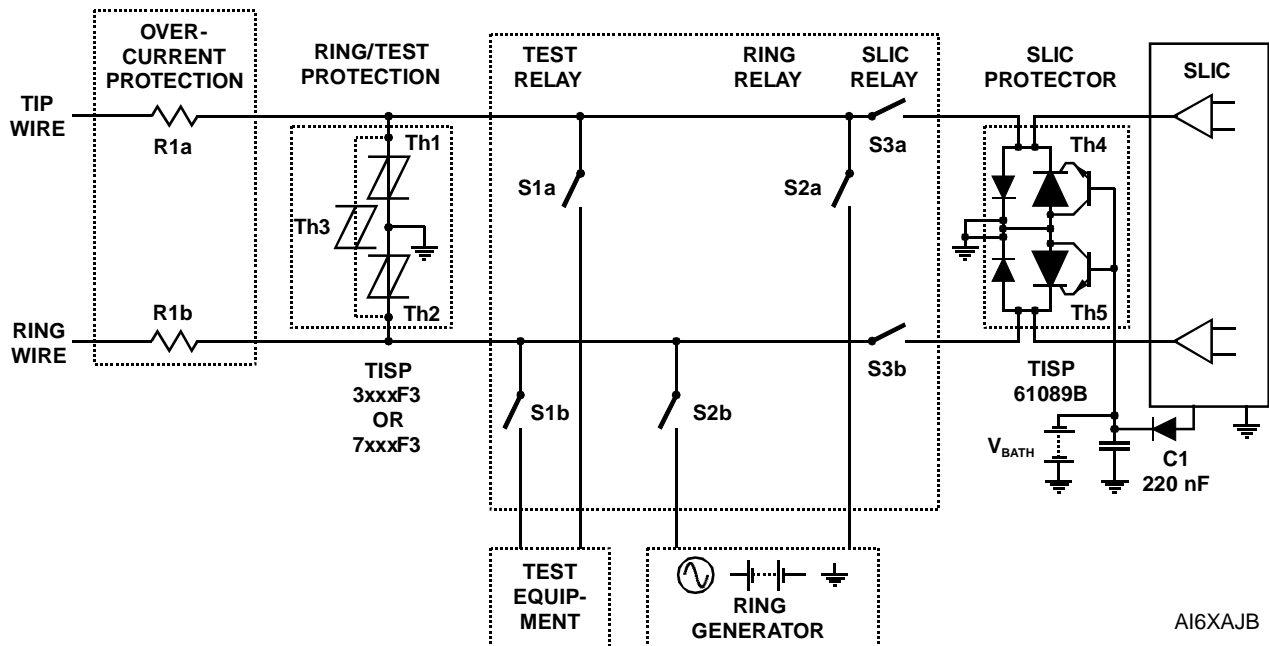 OVER-
CURRENT
PROTECTION
RING/TEST
PROTECTION
TEST
RELAY
RING
RELAY
SLIC
RELAY
SLIC
PROTECTOR
SLIC
TIP
WIRE
R1a
Th1
Th3
Th2
S1a
S2a
S3a
Th4
Th5
RING
WIRE
R1b
TISP
3xxxF3
OR
7xxxF3
S1b
S2b
S3b
TISP
61089B
VBATH
C1
220 nF
TEST
EQUIP-
MENT
RING
GENERATOR
AI6XAJB